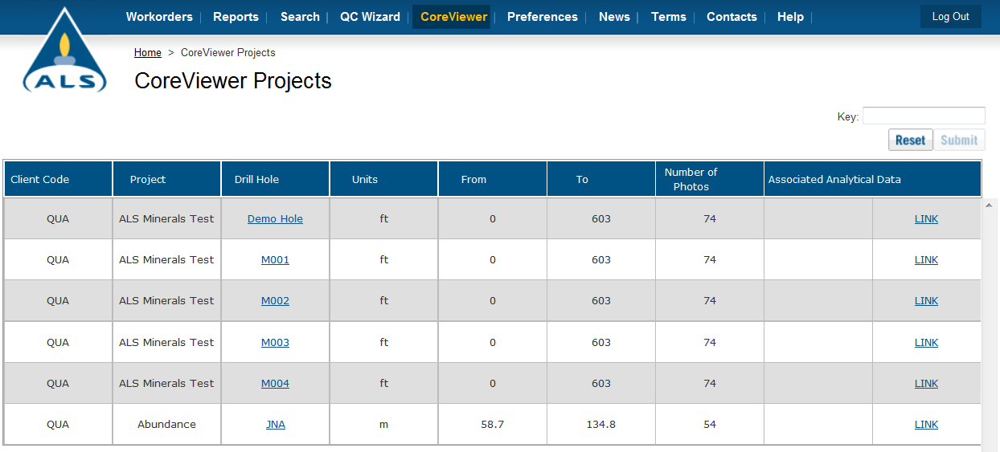 Workorders | Reports | Search | QC Wizard | CoreViewer | Preferences | News | Terms | Contacts | Help | Log Out
ALS
Home > CoreViewer Projects
CoreViewer Projects
Key:
Reset Submit
Client Code Project Drill Hole Units From To Number of Photos Associated Analytical Data
QUA ALS Minerals Test Demo Hole ft 0 603 74 LINK
QUA ALS Minerals Test M001 ft 0 603 74 LINK
QUA ALS Minerals Test M002 ft 0 603 74 LINK
QUA ALS Minerals Test M003 ft 0 603 74 LINK
QUA ALS Minerals Test M004 ft 0 603 74 LINK
QUA Abundance JNA m 58.7 134.8 54 LINK